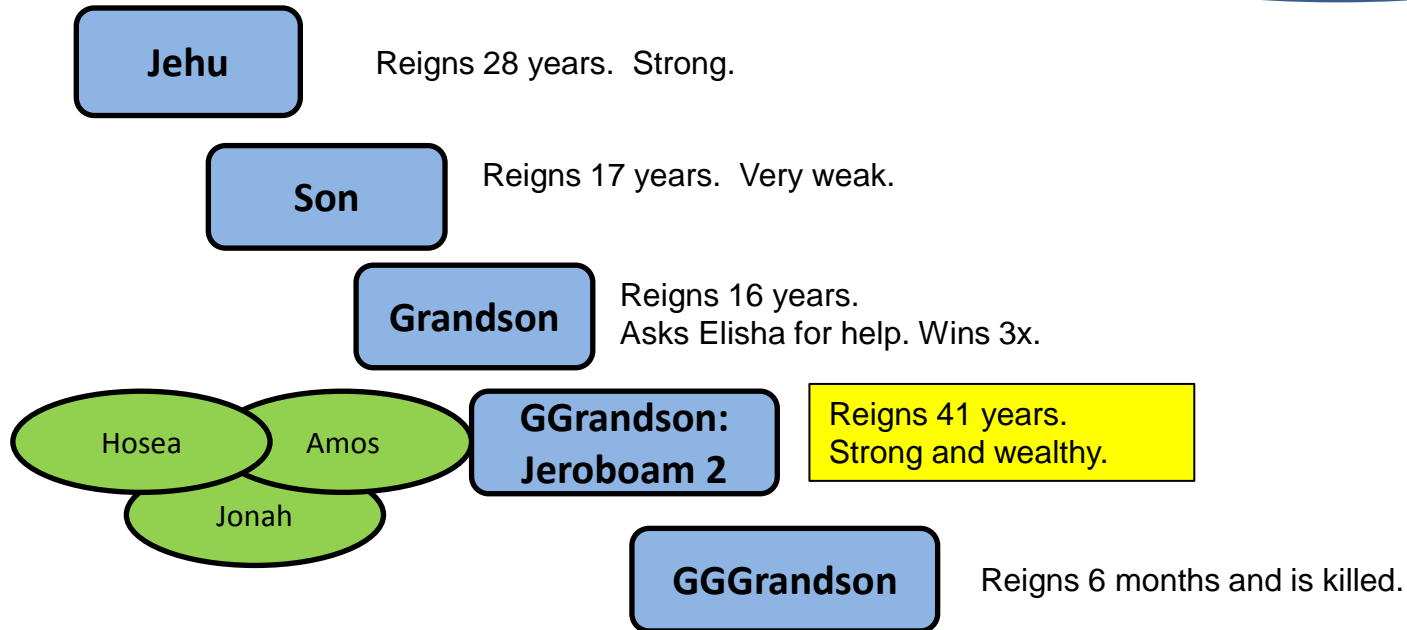 Jehu
Reigns 28 years.  Strong.
Son
Reigns 17 years.  Very weak.
Grandson
Reigns 16 years.
Asks Elisha for help. Wins 3x.
Hosea
Amos
Jonah
GGrandson:
Jeroboam 2
Reigns 41 years.
Strong and wealthy.
GGGrandson
Reigns 6 months and is killed.